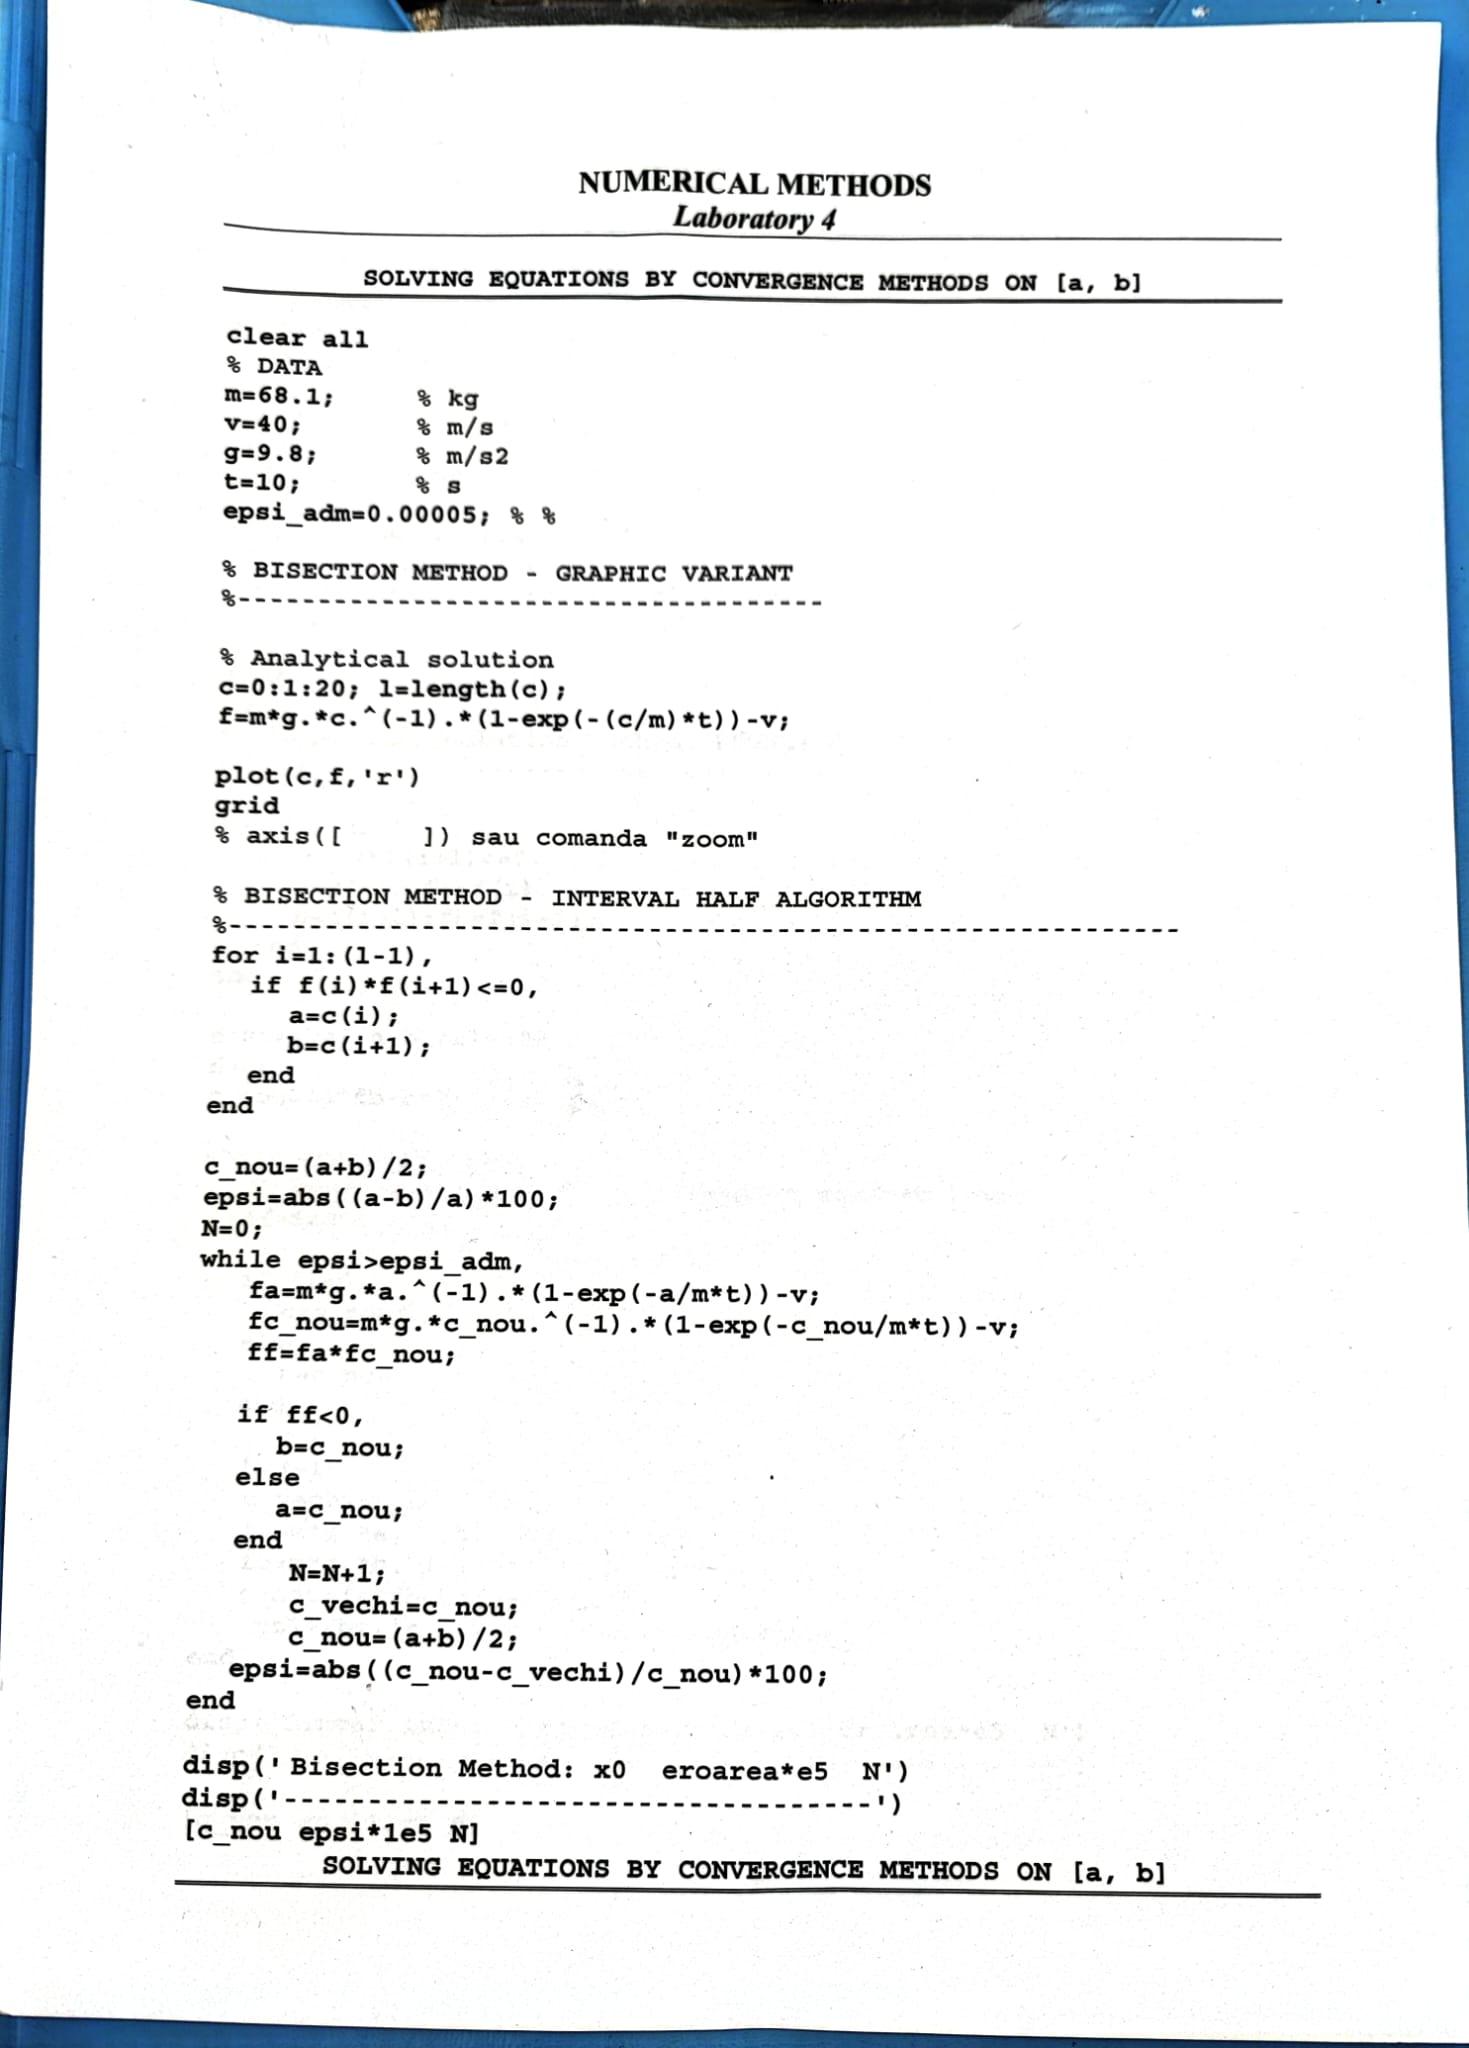 NUMERICAL METHODS
Laboratory 4
SOLVING EQUATIONS BY CONVERGENCE METHODS ON [a, b]
clear all
% DATA
m=68.1; % kg
v=40; % m/s
g=9.8; % m/s2
t=10; % s
epsi_adm=0.00005; % %
% BISECTION METHOD - GRAPHIC VARIANT
%-------------------------------------
% Analytical solution
c=0:1:20; l=length(c);
f=m*g.*c.^(-1).*(1-exp(-(c/m)*t))-v;
plot(c,f,'r')
grid
% axis([     ]) sau comanda "zoom"
% BISECTION METHOD - INTERVAL HALF ALGORITHM
%------------------------------------------------------------
for i=1:(l-1),
if f(i)*f(i+1)<=0,
a=c(i);
b=c(i+1);
end
end
c_nou=(a+b)/2;
epsi=abs((a-b)/a)*100;
N=0;
while epsi>epsi_adm,
fa=m*g.*a.^(-1).*(1-exp(-a/m*t))-v;
fc_nou=m*g.*c_nou.^(-1).*(1-exp(-c_nou/m*t))-v;
ff=fa*fc_nou;
if ff<0,
b=c_nou;
else
a=c_nou;
end
N=N+1;
c_vechi=c_nou;
c_nou=(a+b)/2;
epsi=abs((c_nou-c_vechi)/c_nou)*100;
end
disp(' Bisection Method: x0  eroarea*e5  N')
disp('-----------------------------------')
[c_nou epsi*1e5 N]
SOLVING EQUATIONS BY CONVERGENCE METHODS ON [a, b]